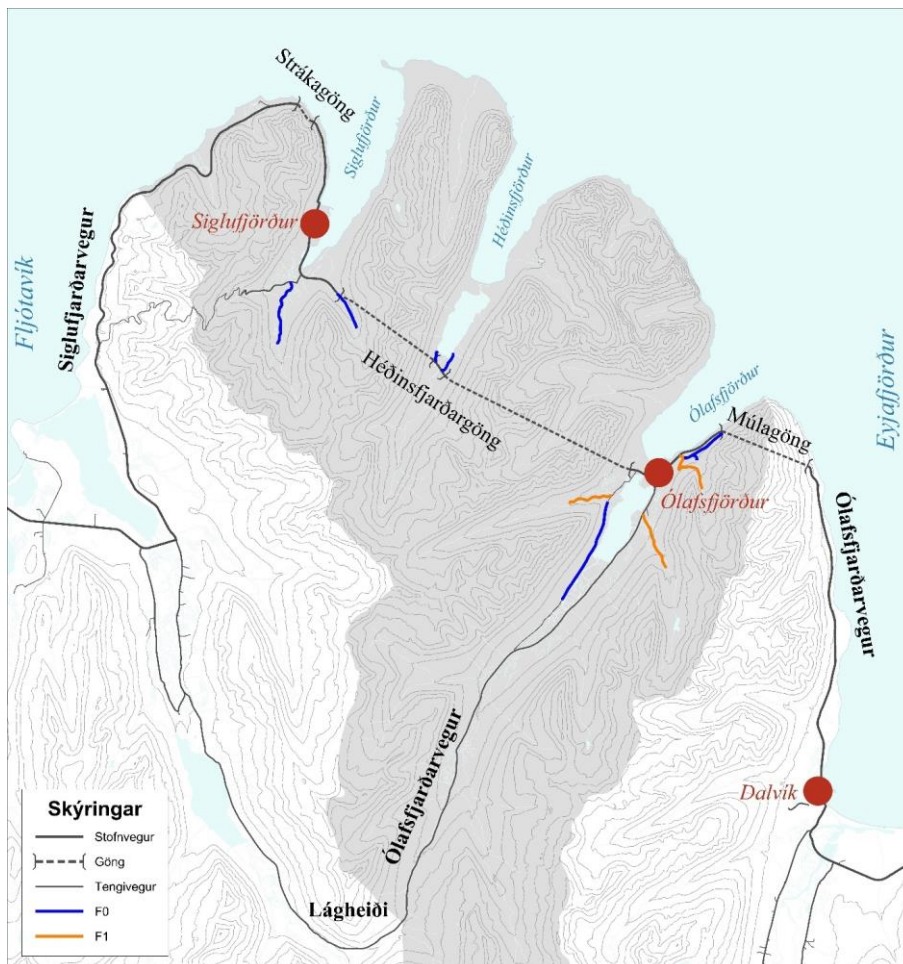 Strákagöng
Siglufjörður
Héðinsfjörður
Siglufjörður
Siglufjarðarvegur
Fljótavík
Héðinsfjarðargöng
Ólafsfjörður
Múlagöng
Eyjafjörður
Ólafsfjörður
Ólafsfjarðarvegur
Ólafsfjarðarvegur
Dalvík
Lágheiði
Skýringar
Stofnvegur
Göng
Tengivegur
F0
F1